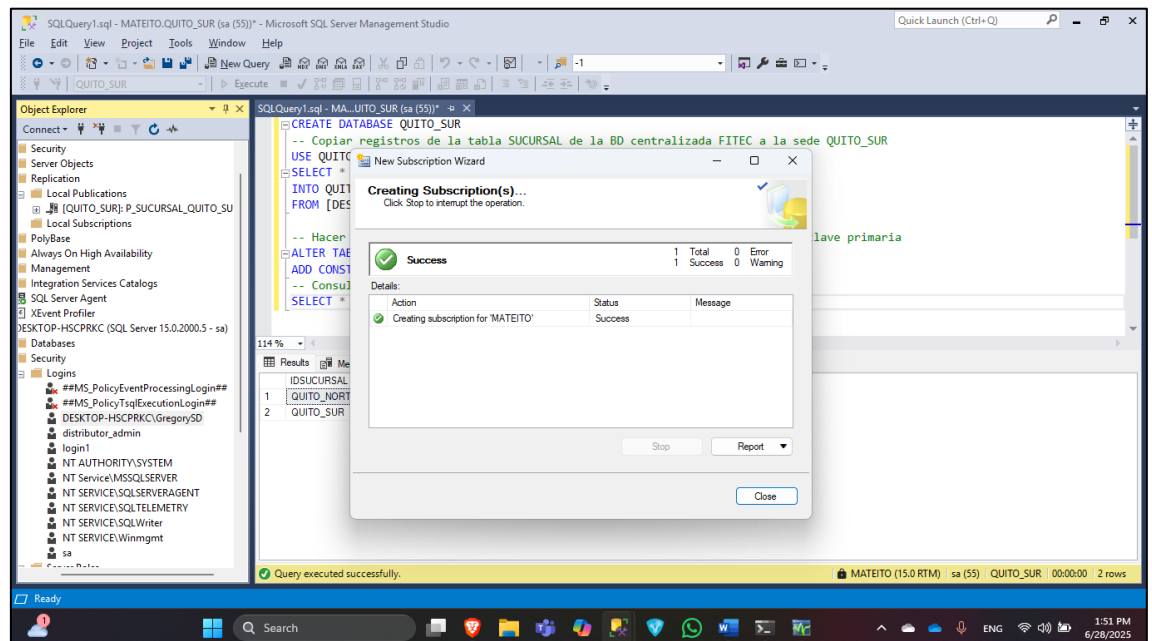 SQLQuery1.sql - MATEITO.QUITO_SUR (sa (55))* - Microsoft SQL Server Management Studio
Quick Launch (Ctrl+Q)
File Edit View Project Tools Window Help
New Query MDX DMX XMLA DAX -1
QUITO_SUR Execute
Object Explorer
SQLQuery1.sql - MA...UITO_SUR (sa (55))*
Connect
Security
Server Objects
Replication
Local Publications
[QUITO_SUR]: P_SUCURSAL_QUITO_SU
Local Subscriptions
PolyBase
Always On High Availability
Management
Integration Services Catalogs
SQL Server Agent
XEvent Profiler
DESKTOP-HSCPRKC (SQL Server 15.0.2000.5 - sa)
Databases
Security
Logins
##MS_PolicyEventProcessingLogin##
##MS_PolicyTsqlExecutionLogin##
DESKTOP-HSCPRKC\GregorySD
distributor_admin
login1
NT AUTHORITY\SYSTEM
NT Service\MSSQLSERVER
NT SERVICE\SQLSERVERAGENT
NT SERVICE\SQLTELEMETRY
NT SERVICE\SQLWriter
NT SERVICE\Winmgmt
sa
CREATE DATABASE QUITO_SUR
-- Copiar registros de la tabla SUCURSAL de la BD centralizada FITEC a la sede QUITO_SUR
USE QUITO
SELECT *
INTO QUIT
FROM [DES
-- Hacer
lave primaria
ALTER TAB
ADD CONST
-- Consul
SELECT *
114 %
Results Me
IDSUCURSAL
1 QUITO_NORT
2 QUITO_SUR
New Subscription Wizard
Creating Subscription(s)...
Click Stop to interrupt the operation.
Success
1 Total 0 Error
1 Success 0 Warning
Details:
Action Status Message
Creating subscription for 'MATEITO' Success
Stop Report
Close
Query executed successfully.
MATEITO (15.0 RTM) sa (55) QUITO_SUR 00:00:00 2 rows
Ready
1
Search
ENG
1:51 PM
6/28/2025